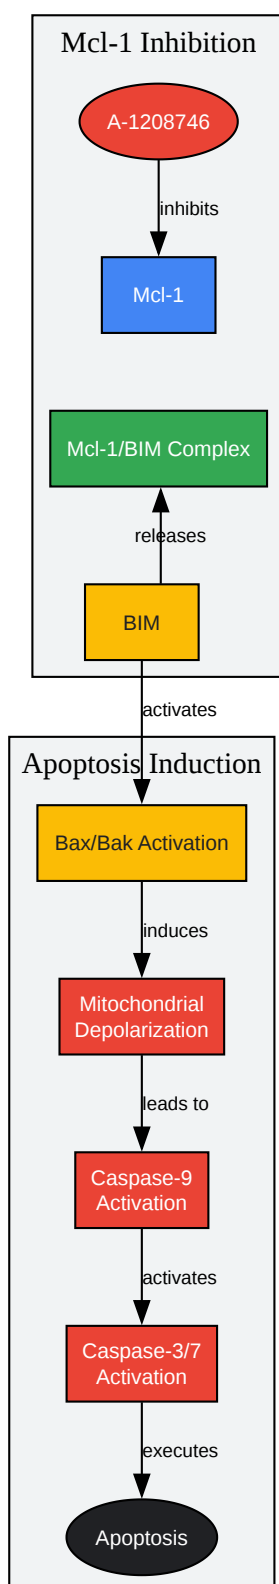 Mcl-1 Inhibition
A-1208746
inhibits
Mcl-1
Mcl-1/BIM Complex
releases
BIM
activates
Apoptosis Induction
Bax/Bak Activation
induces
Mitochondrial
Depolarization
leads to
Caspase-9
Activation
activates
Caspase-3/7
Activation
executes
Apoptosis